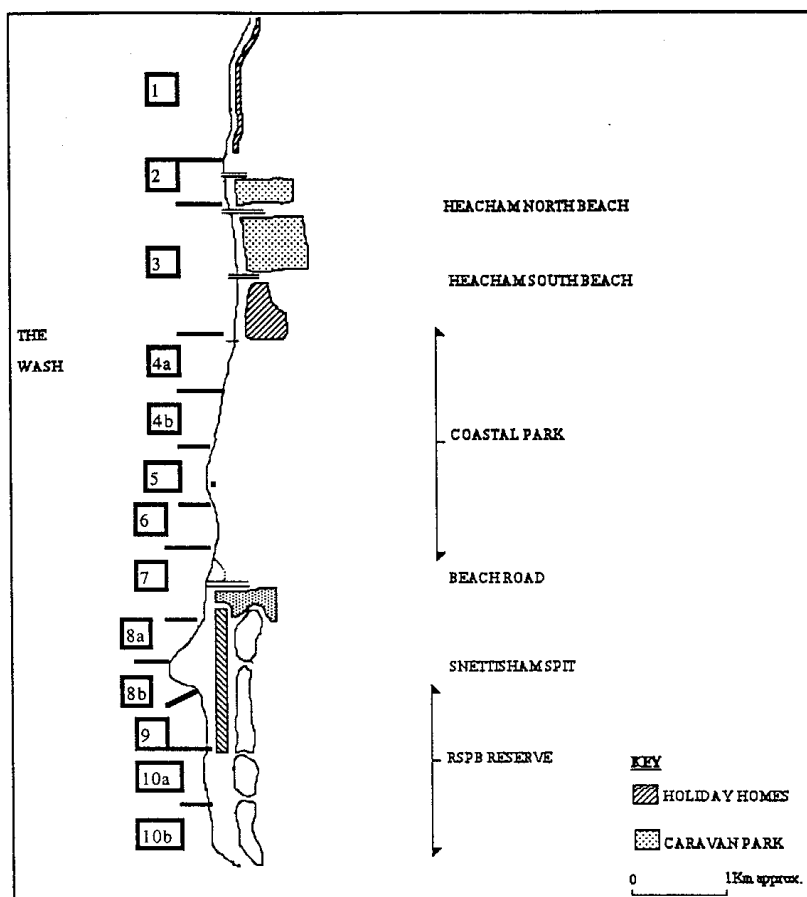 1
2
HEACHAM NORTH BEACH
3
HEACHAM SOUTH BEACH
THE
WASH
4a
4b
COASTAL PARK
5
6
7
BEACH ROAD
8a
SNETTISHAM SPIT
8b
9
RSPB RESERVE
KEY
10a
HOLIDAY HOMES
10b
CARAVAN PARK
0 1Km approx.